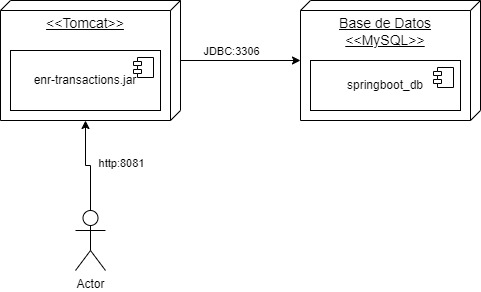 <<Tomcat>>
enr-transactions.jar
JDBC:3306
Base de Datos
<<MySQL>>
springboot_db
http:8081
Actor